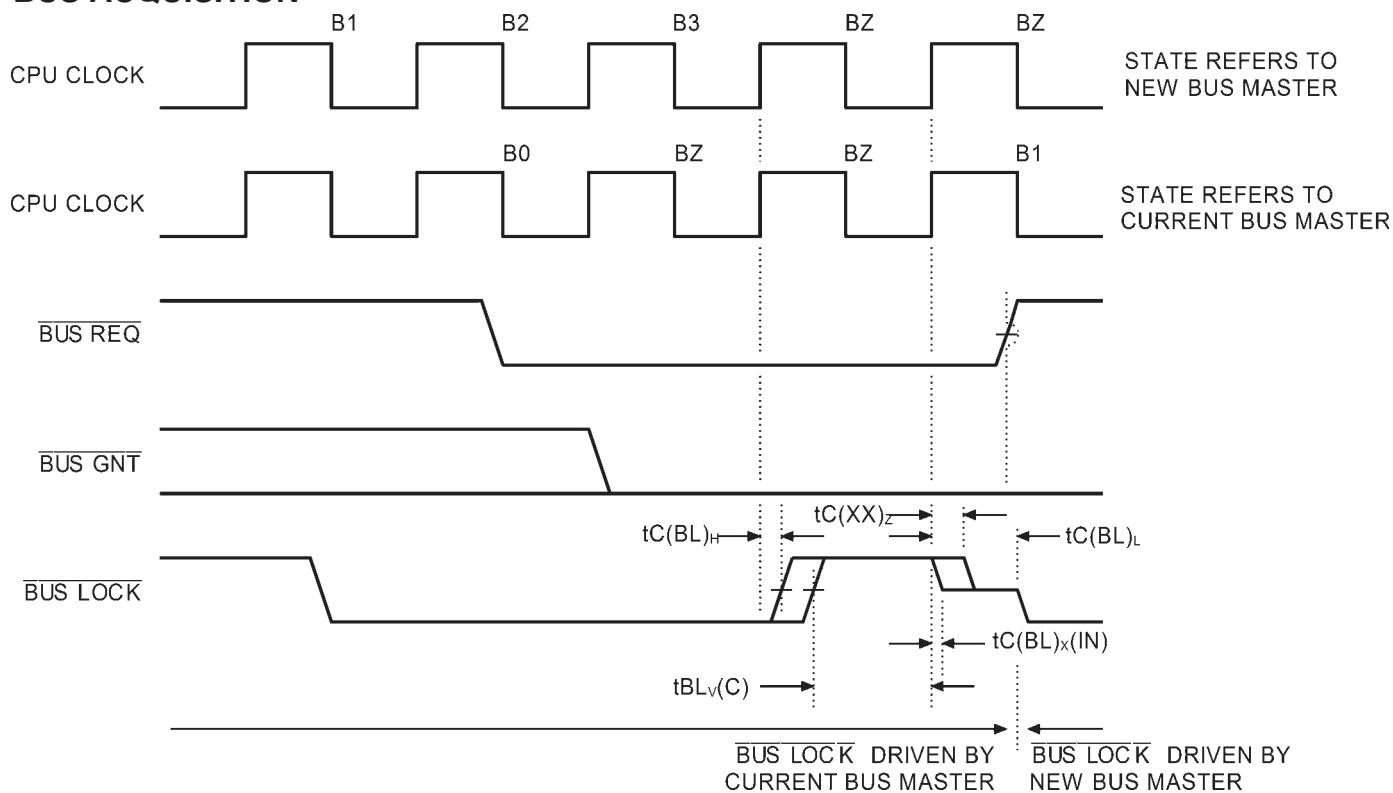 BUS ACQUISITION
B1 B2 B3 BZ BZ
CPU CLOCK
STATE REFERS TO
NEW BUS MASTER
B0 BZ BZ B1
CPU CLOCK
STATE REFERS TO
CURRENT BUS MASTER
BUS REQ
BUS GNT
tC(XX)Z
tC(BL)H
tC(BL)L
BUS LOCK
tC(BL)X(IN)
tBLV(C)
BUS LOCK DRIVEN BY
CURRENT BUS MASTER
BUS LOCK DRIVEN BY
NEW BUS MASTER